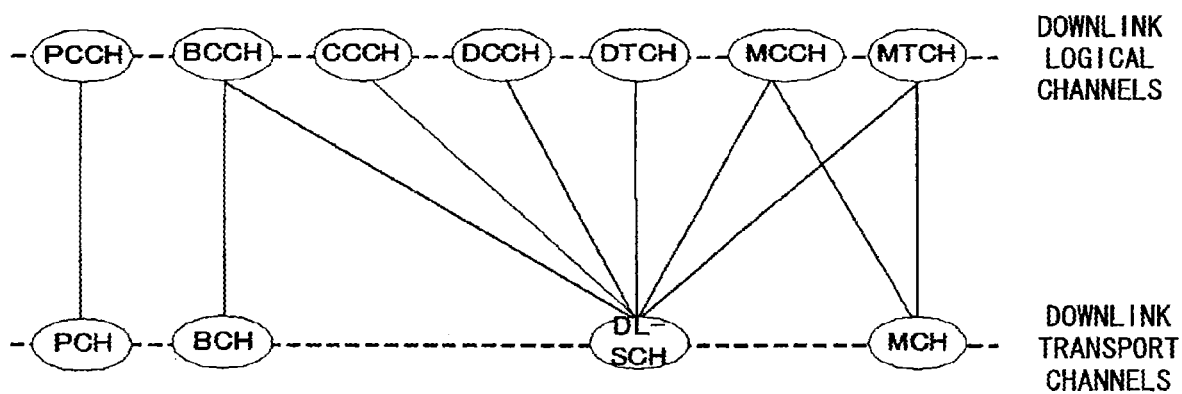 PCCH BCCH CCCH DCCH DTCH MCCH MTCH
DOWNLINK
LOGICAL
CHANNELS
PCH BCH DL-
SCH MCH
DOWNLINK
TRANSPORT
CHANNELS